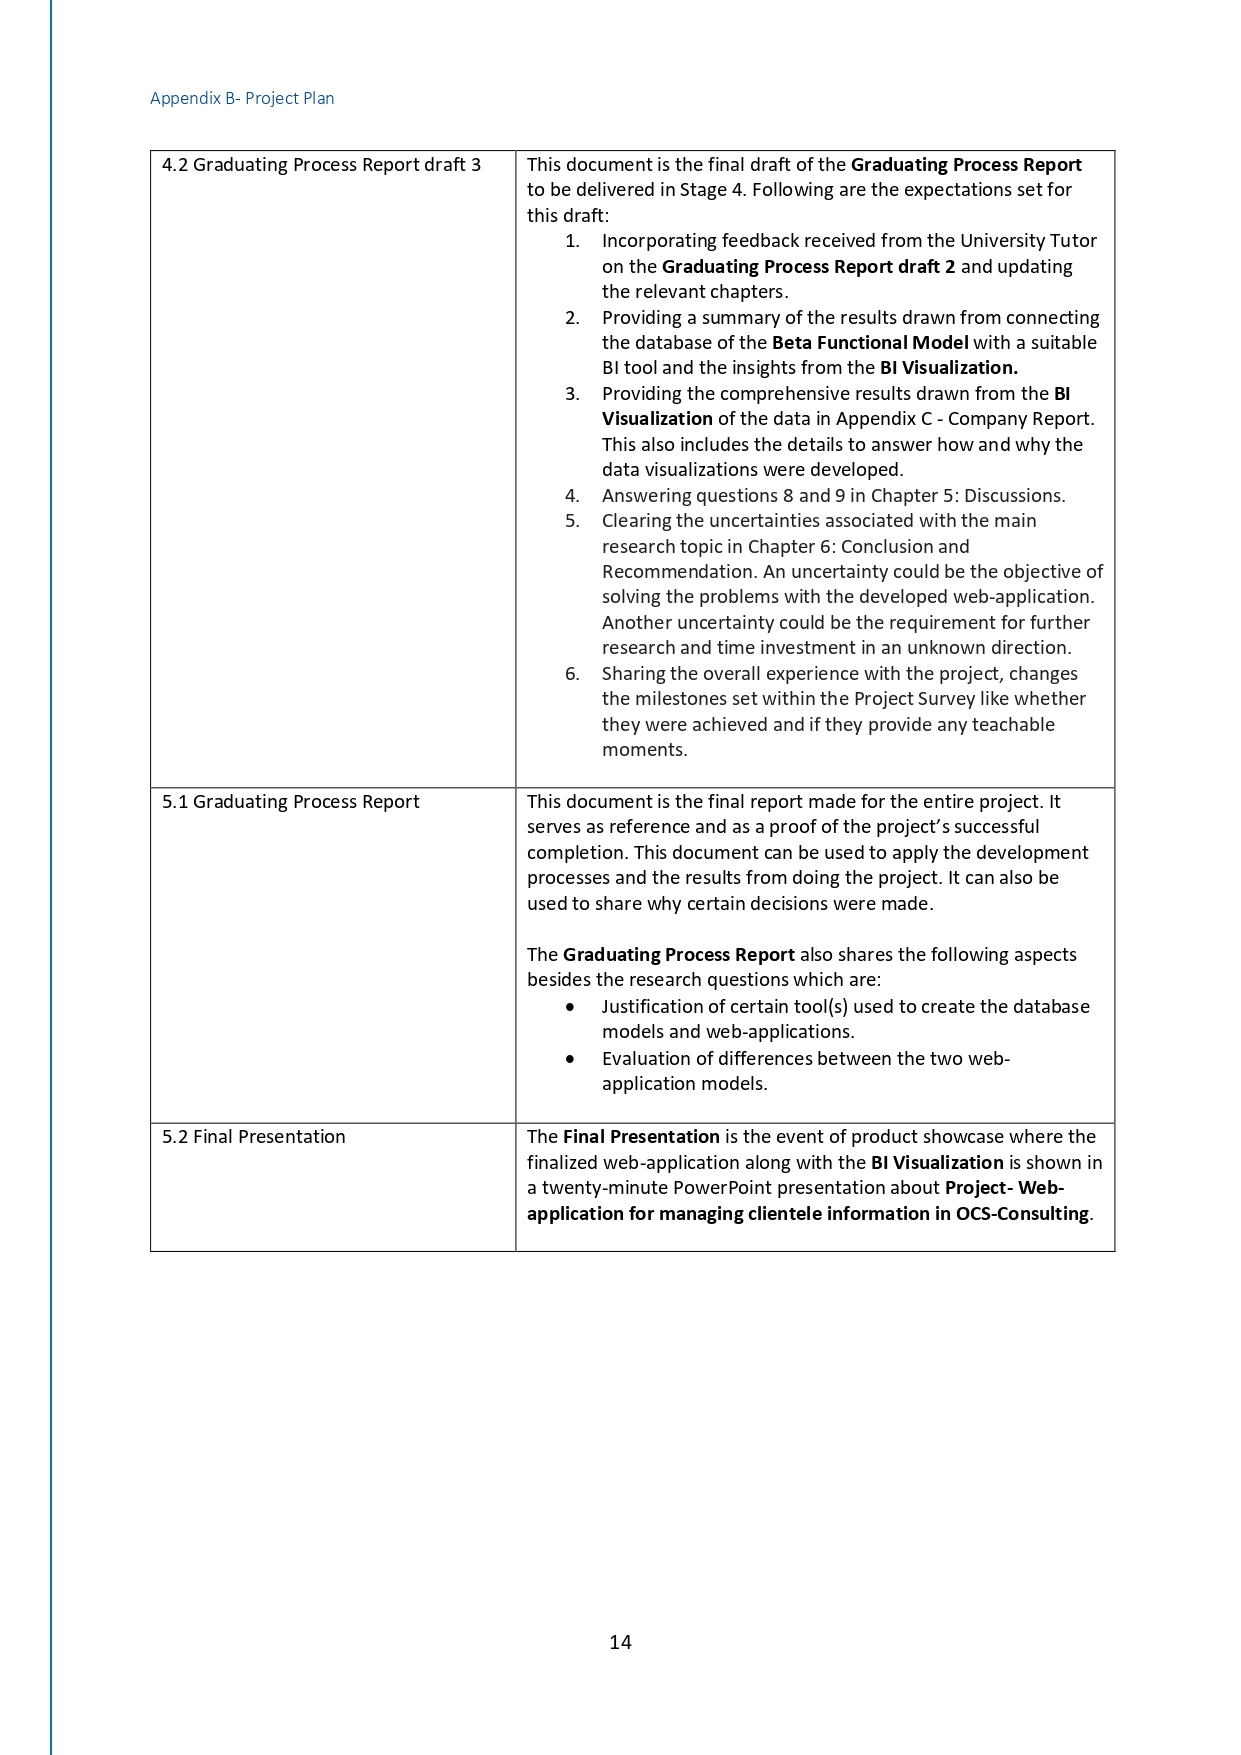 Appendix B- Project Plan
4.2 Graduating Process Report draft 3
This document is the final draft of the Graduating Process Report
to be delivered in Stage 4. Following are the expectations set for
this draft:
1. Incorporating feedback received from the University Tutor
on the Graduating Process Report draft 2 and updating
the relevant chapters.
2. Providing a summary of the results drawn from connecting
the database of the Beta Functional Model with a suitable
BI tool and the insights from the BI Visualization.
3. Providing the comprehensive results drawn from the BI
Visualization of the data in Appendix C - Company Report.
This also includes the details to answer how and why the
data visualizations were developed.
4. Answering questions 8 and 9 in Chapter 5: Discussions.
5. Clearing the uncertainties associated with the main
research topic in Chapter 6: Conclusion and
Recommendation. An uncertainty could be the objective of
solving the problems with the developed web-application.
Another uncertainty could be the requirement for further
research and time investment in an unknown direction.
6. Sharing the overall experience with the project, changes
the milestones set within the Project Survey like whether
they were achieved and if they provide any teachable
moments.
5.1 Graduating Process Report
This document is the final report made for the entire project. It
serves as reference and as a proof of the project’s successful
completion. This document can be used to apply the development
processes and the results from doing the project. It can also be
used to share why certain decisions were made.
The Graduating Process Report also shares the following aspects
besides the research questions which are:
• Justification of certain tool(s) used to create the database
models and web-applications.
• Evaluation of differences between the two web-
application models.
5.2 Final Presentation
The Final Presentation is the event of product showcase where the
finalized web-application along with the BI Visualization is shown in
a twenty-minute PowerPoint presentation about Project- Web-
application for managing clientele information in OCS-Consulting.
14